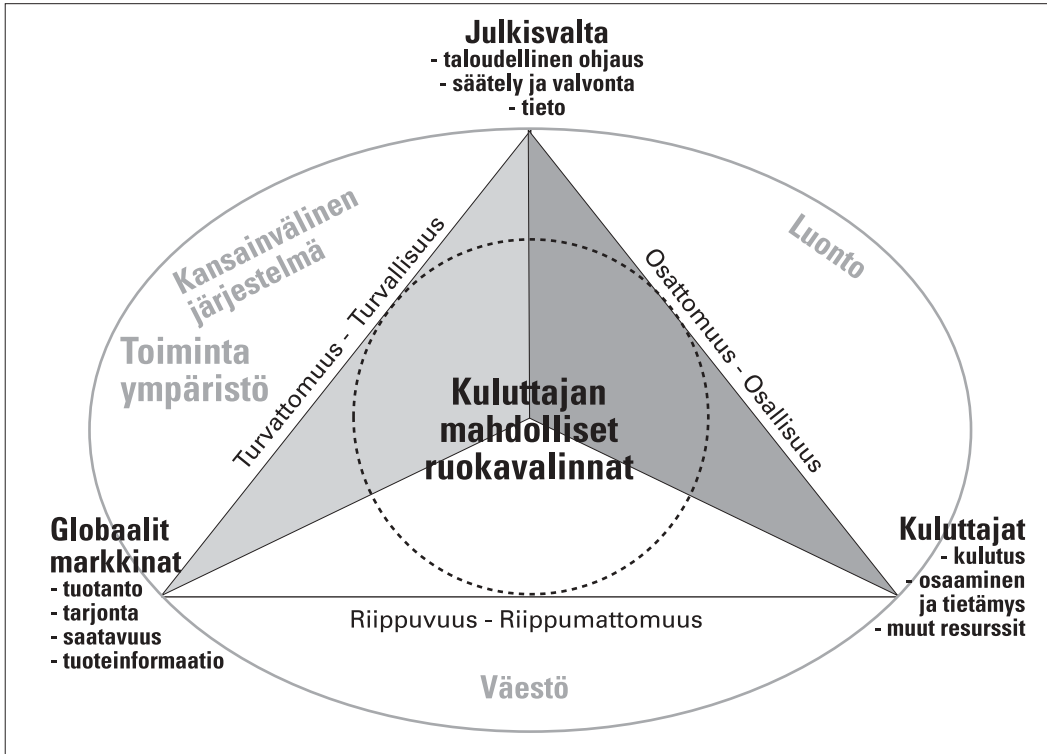 Julkisvalta
- taloudellinen ohjaus
- säätely ja valvonta
- tieto
Kansainvälinen
järjestelmä
Luonto
Toiminta
ympäristö
Turvattomuus - Turvallisuus
Osattomuus - Osallisuus
Kuluttajan
mahdolliset
ruokavalinnat
Globaalit
markkinat
- tuotanto
- tarjonta
- saatavuus
- tuoteinformaatio
Kuluttajat
- kulutus
- osaaminen
ja tietämys
- muut resurssit
Riippuvuus - Riippumattomuus
Väestö